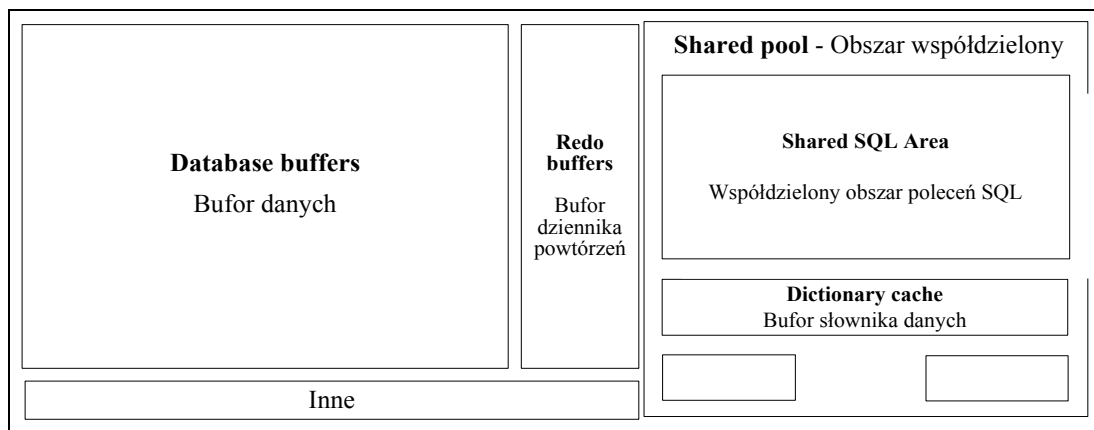 Database buffers
Bufor danych
Redo
buffers
Bufor
dziennika
powtórzeń
Inne
Shared pool - Obszar współdzielony
Shared SQL Area
Współdzielony obszar poleceń SQL
Dictionary cache
Bufor słownika danych